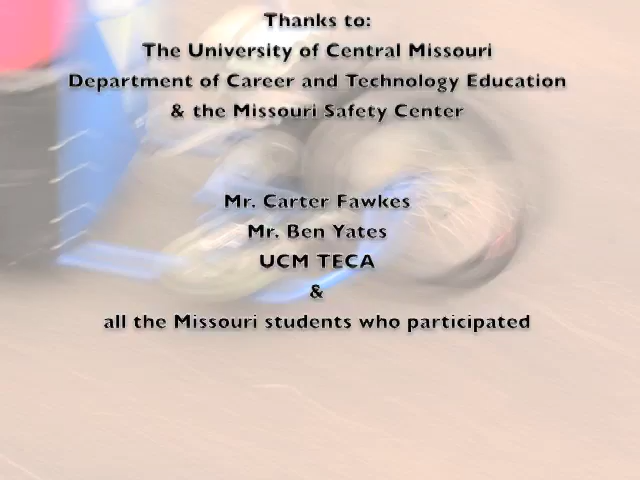 Thanks to:
The University of Central Missouri
Department of Career and Technology Education
& the Missouri Safety Center
Mr. Carter Fawkes
Mr. Ben Yates
UCM TECA
&
all the Missouri students who participated